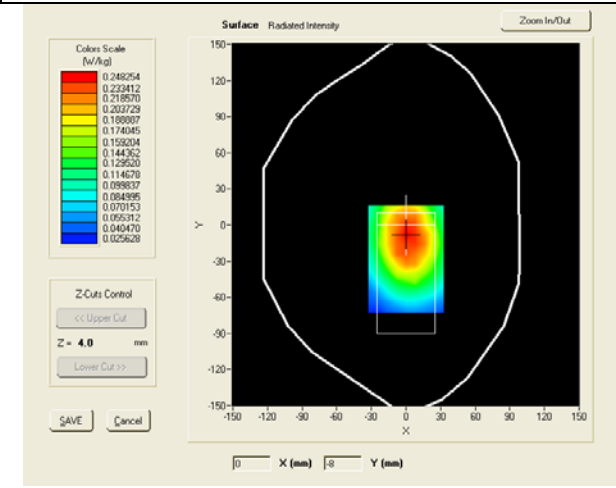 Surface Radiated Intensity
Zoom In/Out
Colors Scale
(W/kg)
0.248254
0.233412
0.218570
0.203729
0.188887
0.174045
0.159204
0.144362
0.129520
0.114678
0.099837
0.084995
0.070153
0.055312
0.040470
0.025628
Z-Cuts Control
<< Upper Cut
Z = 4.0 mm
Lower Cut >>
SAVE Cancel
150
120
90
60
30
0
-30
-60
-90
-120
-150
Y
-150 -120 -90 -60 -30 0 30 60 90 120 150
X
0 X (mm) -8 Y (mm)